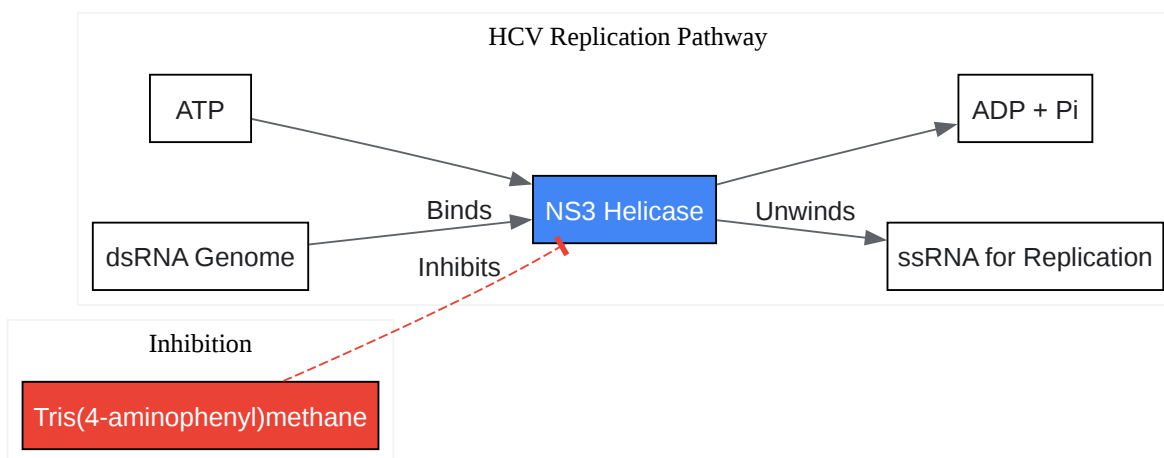 HCV Replication Pathway
ATP
ADP + Pi
Binds
NS3 Helicase
Unwinds
dsRNA Genome
Inhibits
ssRNA for Replication
Inhibition
Tris(4-aminophenyl)methane